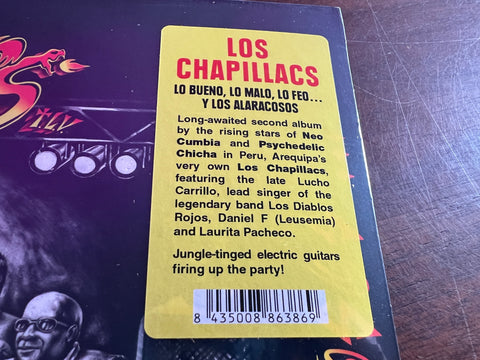 LOS
CHAPILLACS
LO BUENO, LO MALO, LO FEO...
Y LOS ALARACOSOS
Long-awaited second album
by the rising stars of Neo
Cumbia and Psychedelic
Chicha in Peru, Arequipa's
very own Los Chapillacs,
featuring the late Lucho
Carrillo, lead singer of the
legendary band Los Diablos
Rojos, Daniel F (Leusemia)
and Laurita Pacheco.
Jungle-tinged electric guitars
firing up the party!
8 435008 863869